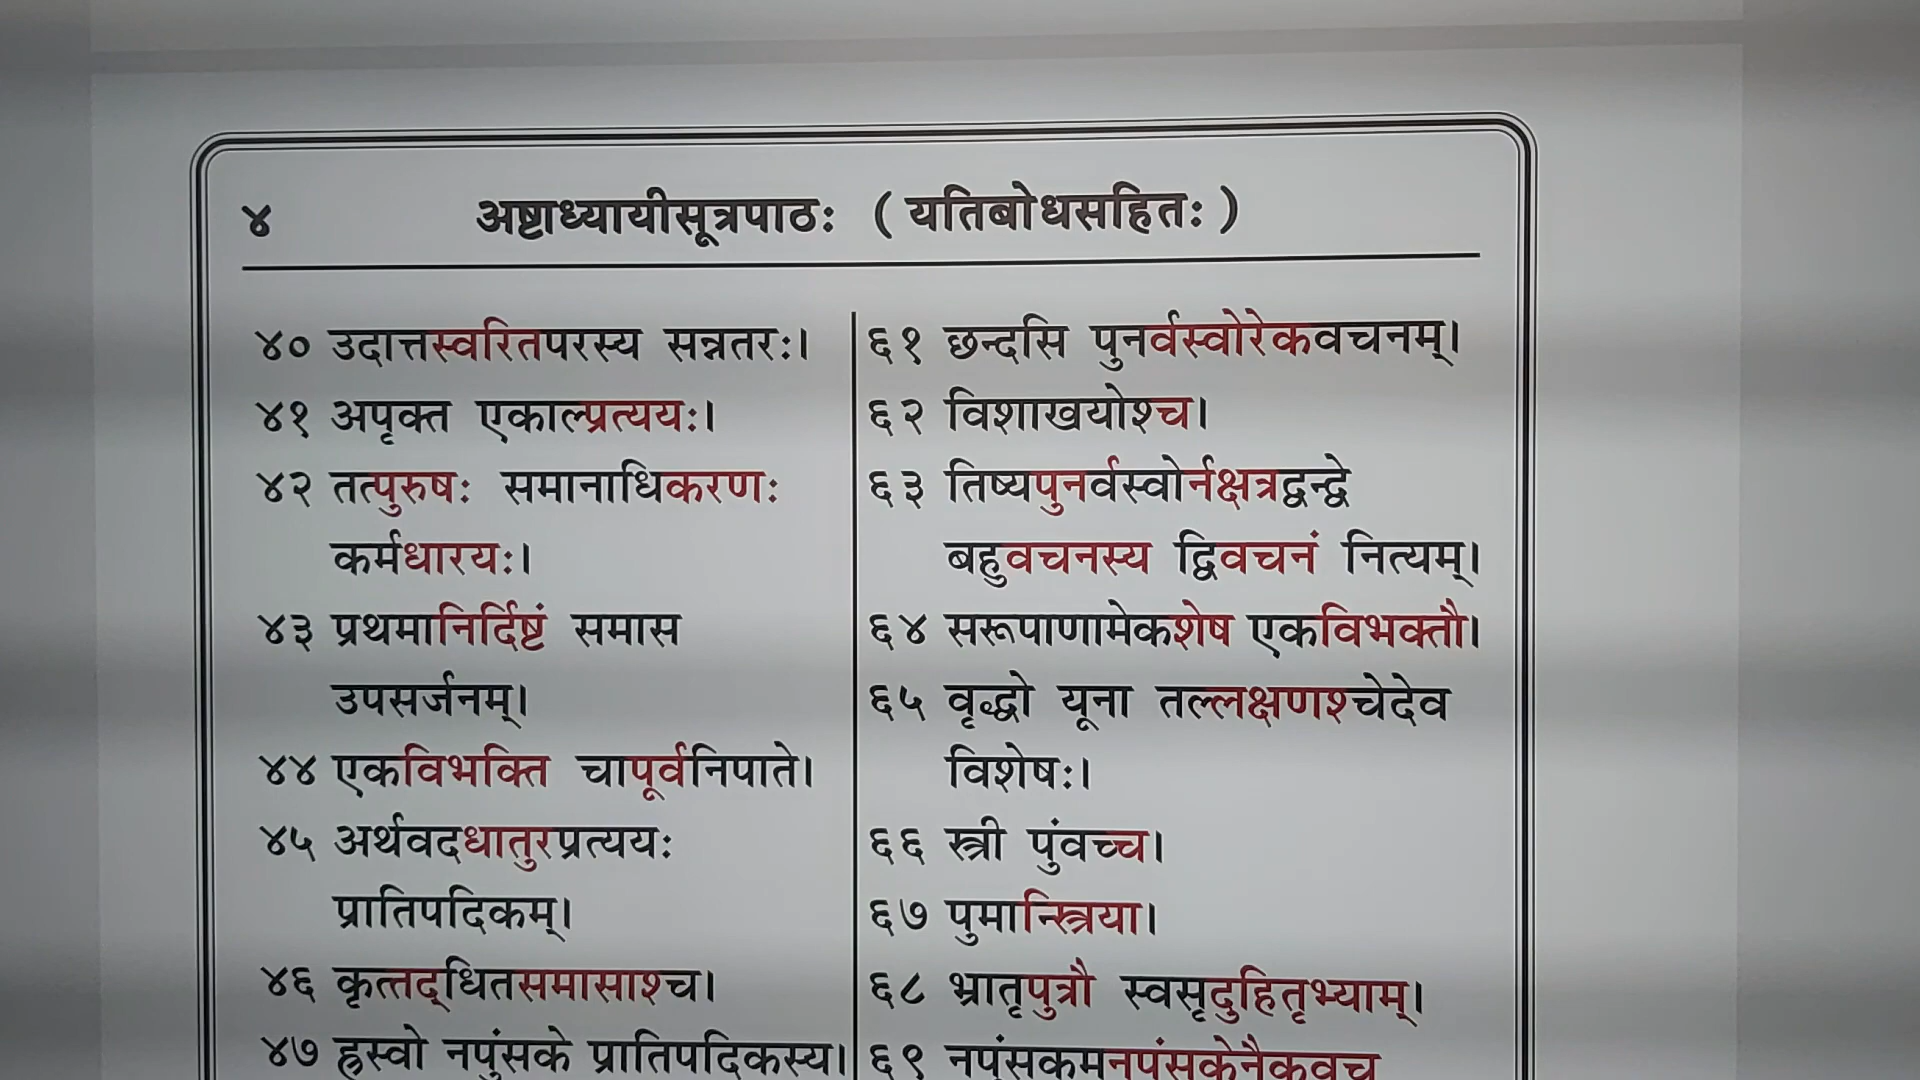 ४ अष्टाध्यायीसूत्रपाठः (यतिबोधसहितः)
४० उदात्तस्वरितपरस्य सन्नतरः।
४१ अपृक्त एकाल्प्रत्ययः।
४२ तत्पुरुषः समानाधिकरणः
कर्मधारयः।
४३ प्रथमानिर्दिष्टं समास
उपसर्जनम्।
४४ एकविभक्ति चापूर्वनिपाते।
४५ अर्थवदधातुरप्रत्ययः
प्रातिपदिकम्।
४६ कृत्तद्धितसमासाश्च।
४७ ह्रस्वो नपुंसके प्रातिपदिकस्य।
६१ छन्दसि पुनर्वस्वोरेकवचनम्।
६२ विशाखयोश्च।
६३ तिष्यपुनर्वस्वोर्नक्षत्रद्वन्द्वे
बहुवचनस्य द्विवचनं नित्यम्।
६४ सरूपाणामेकशेष एकविभक्तौ।
६५ वृद्धो यूना तल्लक्षणश्चेदेव
विशेषः।
६६ स्त्री पुंवच्च।
६७ पुमान्स्त्रिया।
६८ भ्रातृपुत्रौ स्वसृदुहितृभ्याम्।
६९ नपुंसकमनपुंसकेनैकवच